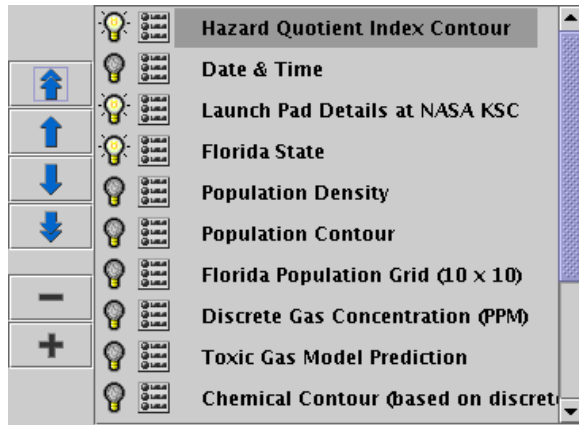 Hazard Quotient Index Contour
Date & Time
Launch Pad Details at NASA KSC
Florida State
Population Density
Population Contour
Florida Population Grid (10 x 10)
Discrete Gas Concentration (PPM)
Toxic Gas Model Prediction
Chemical Contour (based on discret